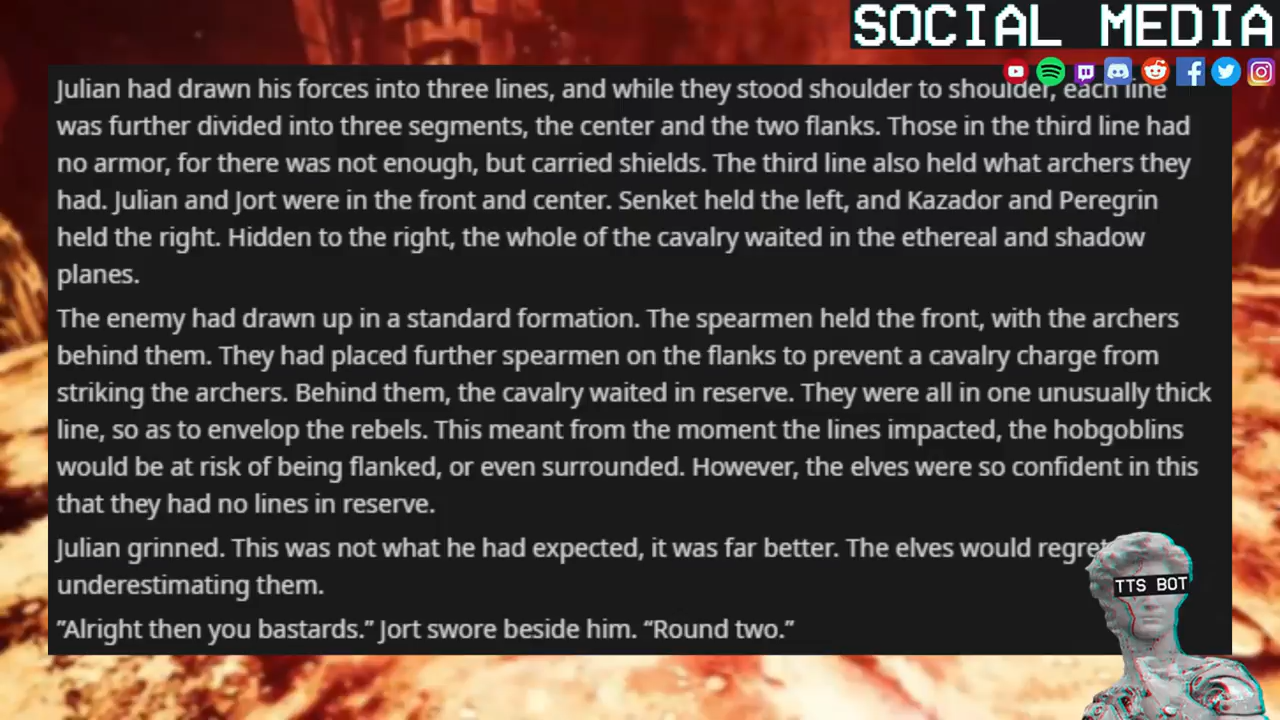 SOCIAL MEDIA
Julian had drawn his forces into three lines, and while they stood shoulder to shoulder, each line
was further divided into three segments, the center and the two flanks. Those in the third line had
no armor, for there was not enough, but carried shields. The third line also held what archers they
had. Julian and Jort were in the front and center. Senket held the left, and Kazador and Peregrin
held the right. Hidden to the right, the whole of the cavalry waited in the ethereal and shadow
planes.
The enemy had drawn up in a standard formation. The spearmen held the front, with the archers
behind them. They had placed further spearmen on the flanks to prevent a cavalry charge from
striking the archers. Behind them, the cavalry waited in reserve. They were all in one unusually thick
line, so as to envelop the rebels. This meant from the moment the lines impacted, the hobgoblins
would be at risk of being flanked, or even surrounded. However, the elves were so confident in this
that they had no lines in reserve.
Julian grinned. This was not what he had expected, it was far better. The elves would regret
underestimating them.
”Alright then you bastards.” Jort swore beside him. “Round two.”
TTS BOT